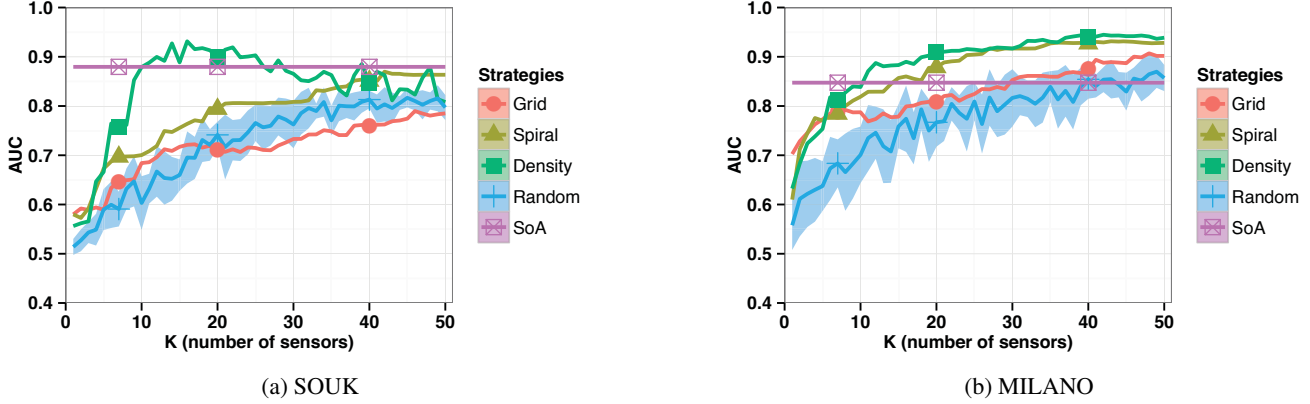 1.0
0.9
0.8
0.7
0.6
0.5
0.4
AUC
0 10 20 30 40 50
K (number of sensors)
Strategies
Grid
Spiral
Density
Random
SoA
(a) SOUK
1.0
0.9
0.8
0.7
0.6
0.5
0.4
AUC
0 10 20 30 40 50
K (number of sensors)
Strategies
Grid
Spiral
Density
Random
SoA
(b) MILANO